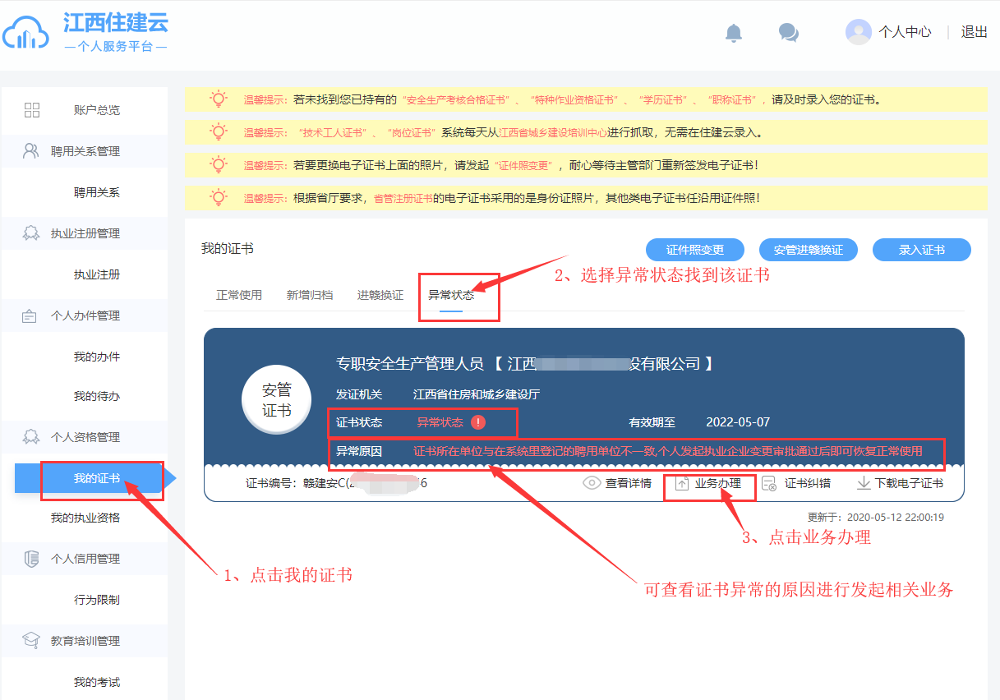 江西住建云
个人服务平台
个人中心
退出
账户总览
聘用关系管理
聘用关系
执业注册管理
执业注册
个人办件管理
我的办件
我的待办
个人资格管理
我的证书
我的执业资格
个人信用管理
行为限制
教育培训管理
我的考试
温馨提示：若未找到您已持有的“安全生产考核合格证书”、“特种作业资格证书”、“学历证书”、“职称证书”，请及时录入您的证书。
温馨提示：“技术工人证书”、“岗位证书”系统每天从江西省城乡建设培训中心进行抓取，无需在住建云录入。
温馨提示：若要更换电子证书上面的照片，请发起“证件照变更”，耐心等待主管部门重新签发电子证书！
温馨提示：根据省厅要求，省管注册证书的电子证书采用的是身份证照片，其他类电子证书任沿用证件照！
我的证书
证件照变更
安管进赣换证
录入证书
2、选择异常状态找到该证书
正常使用
新增归档
进赣换证
异常状态
安管
证书
专职安全生产管理人员【江西 设有限公司】
发证机关 江西省住房和城乡建设厅
证书状态 异常状态 ! 有效期至 2022-05-07
异常原因 证书所在单位与在系统里登记的聘用单位不一致,个人发起执业企业变更审批通过后即可恢复正常使用
证书编号：赣建安C(2 6
查看详情
业务办理
证书纠错
下载电子证书
更新于：2020-05-12 22:00:19
3、点击业务办理
1、点击我的证书
可查看证书异常的原因进行发起相关业务